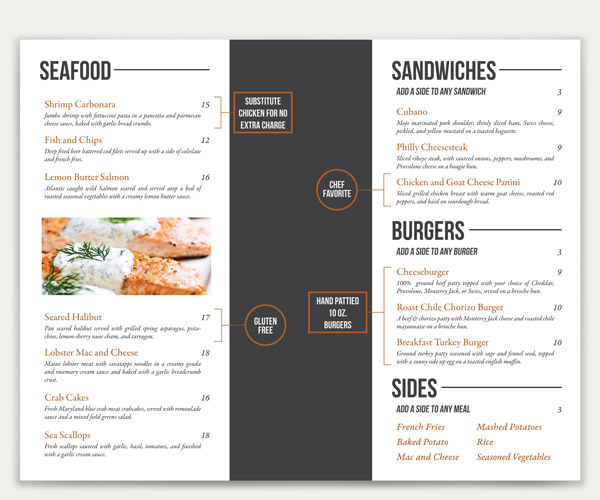 SEAFOOD
Shrimp Carbonara 15
Jumbo shrimp with fettuccini pasta in a pancetta and parmesan
cheese sauce, baked with garlic bread crumbs.
Fish and Chips 12
Deep fried beer battered cod filets served up with a side of coleslaw
and french fries.
Lemon Butter Salmon 16
Atlantic caught wild Salmon seared and served atop a bed of
roasted seasonal vegetables with a creamy lemon butter sauce.
Seared Halibut 17
Pan seared halibut served with grilled spring asparagus, pista-
chios, lemon-sherry nuoc cham, and tarragon.
Lobster Mac and Cheese 18
Maine lobster meat with cavatappi noodles in a creamy gouda
and rosemary cream sauce and baked with a garlic breadcrumb
crust.
Crab Cakes 16
Fresh Maryland blue crab meat crabcakes, served with remoulade
sauce and a mixed field greens salad.
Sea Scallops 18
Fresh scallops sauteed with garlic, basil, tomatoes, and finished
with a garlic cream sauce.
SUBSTITUTE
CHICKEN FOR NO
EXTRA CHARGE
GLUTEN
FREE
CHEF
FAVORITE
HAND PATTIED
10 OZ.
BURGERS
SANDWICHES
ADD A SIDE TO ANY SANDWICH 3
Cubano 9
Mojo marinated pork shoulder, thinly sliced ham, Swiss cheese,
pickled, and yellow mustard on a toasted baguette.
Philly Cheesesteak 9
Sliced ribeye steak, with sauteed onions, peppers, mushrooms, and
Provolone cheese on a hoagie bun.
Chicken and Goat Cheese Panini 10
Sliced grilled chicken breast with warm goat cheese, roasted red
peppers, and basil on sourdough bread.
BURGERS
ADD A SIDE TO ANY BURGER 3
Cheeseburger 9
100% ground beef patty topped with your choice of Cheddar,
Provolone, Monterey Jack, or Swiss, served on a brioche bun.
Roast Chile Chorizo Burger 10
A beef & chorizo patty with Monterey Jack cheese and roasted chile
mayonnaise on a brioche bun.
Breakfast Turkey Burger 10
Ground turkey patty seasoned with sage and fennel seed, topped
with a sunny side-up egg on a toasted english muffin.
SIDES
ADD A SIDE TO ANY MEAL 3
French Fries Mashed Potatoes
Baked Potato Rice
Mac and Cheese Seasoned Vegetables